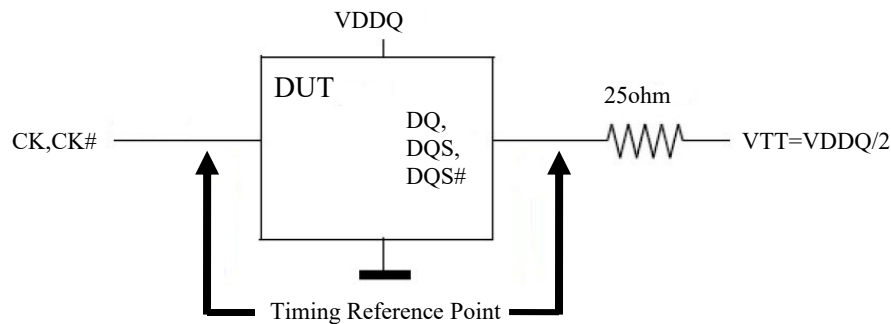 VDDQ
DUT
25ohm
DQ,
CK,CK#
VTT=VDDQ/2
DQS,
DQS#
Timing Reference Point